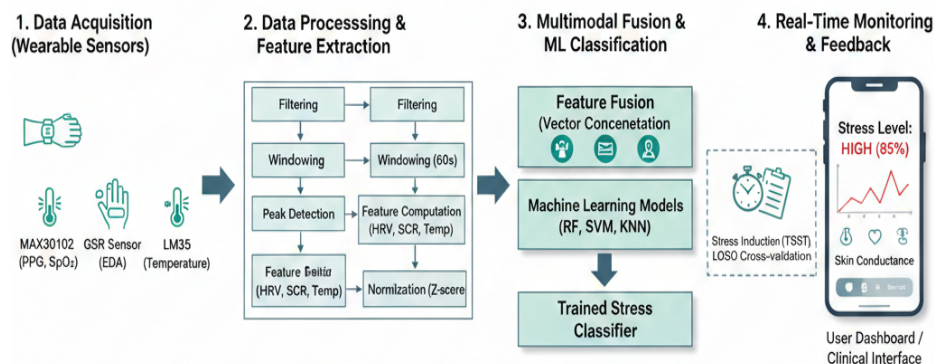 1. Data Acquisition
(Wearable Sensors)
MAX30102
(PPG, SpO₂)
GSR Sensor
(EDA)
LM35
(Temperature)
2. Data Processsing &
Feature Extraction
Filtering
Filtering
Windowing
Windowing (60s)
Peak Detection
Feature Computation
(HRV, SCR, Temp)
Feature
(HRV, SCR, Temp)
Normlzation (Z-scere
3. Multimodal Fusion &
ML Classification
Feature Fusion
(Vector Concenetation
Machine Learning Models
(RF, SVM, KNN)
Trained Stress
Classifier
4. Real-Time Monitoring
& Feedback
Stress Induction (TSST)
LOSO Cross-valdation
Stress Level:
HIGH (85%)
Skin Conductance
User Dashboard /
Clinical Interface